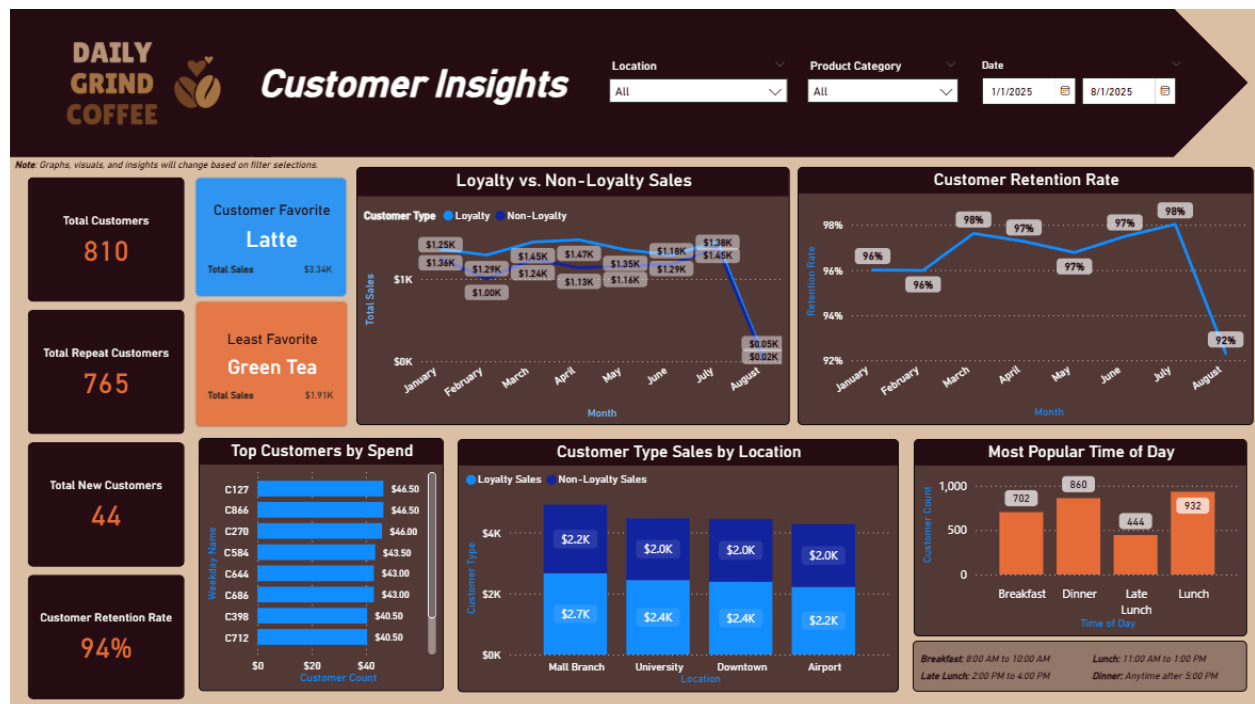 DAILY
GRIND
COFFEE
Customer Insights
Location
All
Product Category
All
Date
1/1/2025
8/1/2025
Note: Graphs, visuals, and insights will change based on filter selections.
Total Customers
810
Total Repeat Customers
765
Total New Customers
44
Customer Retention Rate
94%
Customer Favorite
Latte
Total Sales $3.34K
Least Favorite
Green Tea
Total Sales $1.91K
Loyalty vs. Non-Loyalty Sales
Customer Type Loyalty Non-Loyalty
Total Sales
$1K
$0K
$1.25K
$1.36K
$1.29K
$1.00K
$1.45K
$1.24K
$1.47K
$1.13K
$1.35K
$1.16K
$1.18K
$1.29K
$1.38K
$1.45K
$0.05K
$0.02K
January February March April May June July August
Month
Customer Retention Rate
Retention Rate
98%
96%
94%
92%
96%
96%
98%
97%
97%
97%
98%
92%
January February March April May June July August
Month
Top Customers by Spend
Weekday Name
C127 $46.50
C866 $46.50
C270 $46.00
C584 $43.50
C644 $43.00
C686 $43.00
C398 $40.50
C712 $40.50
$0 $20 $40
Customer Count
Customer Type Sales by Location
Loyalty Sales Non-Loyalty Sales
Customer Type
$4K
$2K
$0K
$2.2K $2.0K $2.0K $2.0K
$2.7K $2.4K $2.4K $2.2K
Mall Branch University Downtown Airport
Location
Most Popular Time of Day
Customer Count
1,000
500
0
702 860 444 932
Breakfast Dinner Late Lunch
Lunch
Time of Day
Breakfast: 8:00 AM to 10:00 AM Lunch: 11:00 AM to 1:00 PM
Late Lunch: 2:00 PM to 4:00 PM Dinner: Anytime after 5:00 PM